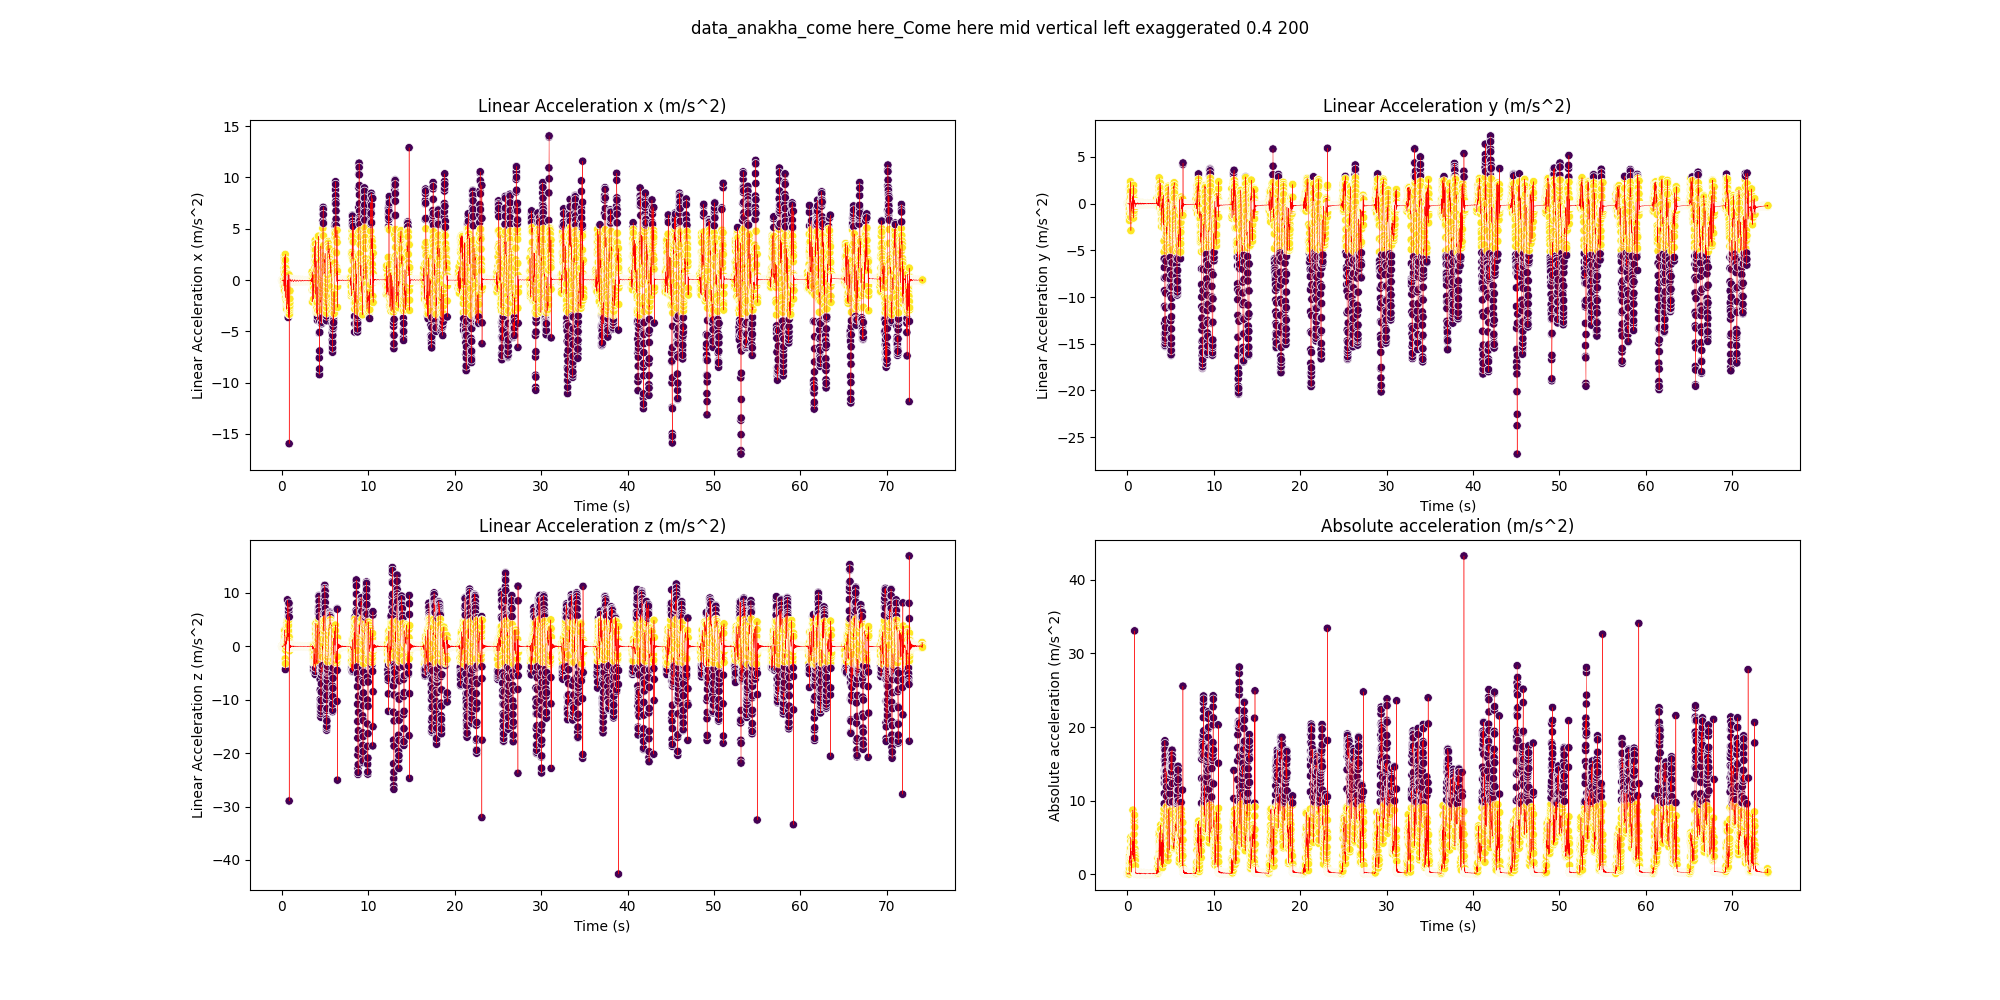 data_anakha_come here_Come here mid vertical left exaggerated 0.4 200
Linear Acceleration x (m/s^2)
Linear Acceleration x (m/s^2)
15
10
5
0
−5
−10
−15
0 10 20 30 40 50 60 70
Time (s)
Linear Acceleration y (m/s^2)
Linear Acceleration y (m/s^2)
5
0
−5
−10
−15
−20
−25
0 10 20 30 40 50 60 70
Time (s)
Linear Acceleration z (m/s^2)
Linear Acceleration z (m/s^2)
10
0
−10
−20
−30
−40
0 10 20 30 40 50 60 70
Time (s)
Absolute acceleration (m/s^2)
Absolute acceleration (m/s^2)
40
30
20
10
0
0 10 20 30 40 50 60 70
Time (s)